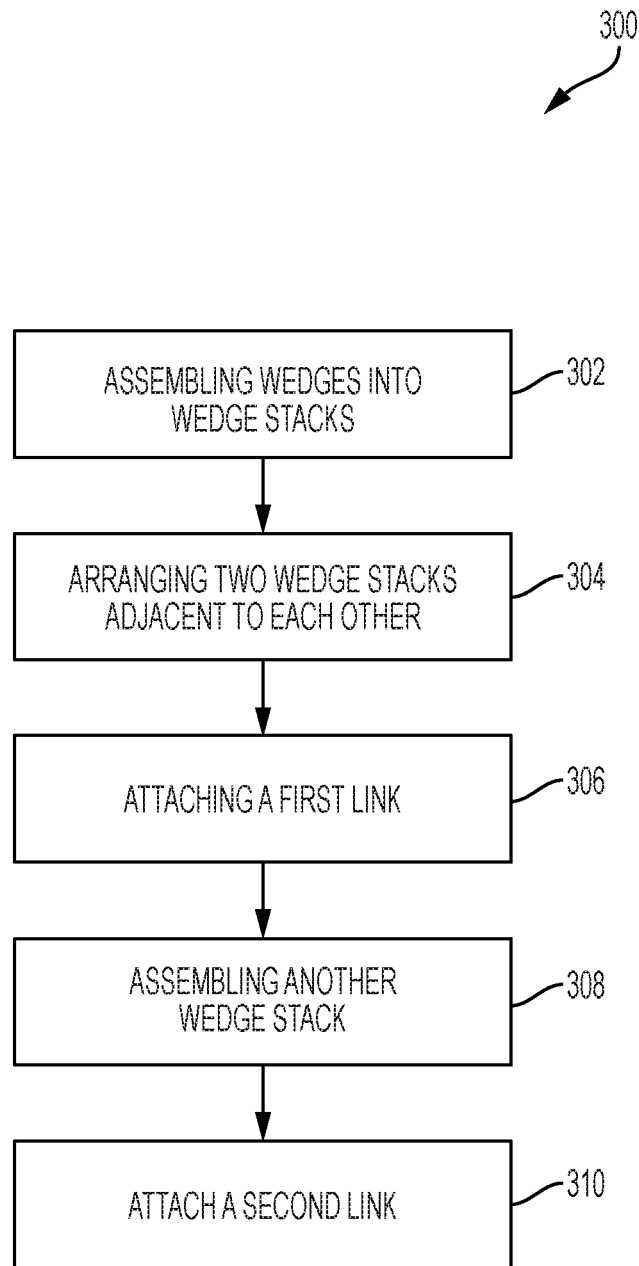 300
ASSEMBLING WEDGES INTO
WEDGE STACKS
302
ARRANGING TWO WEDGE STACKS
ADJACENT TO EACH OTHER
304
ATTACHING A FIRST LINK
306
ASSEMBLING ANOTHER
WEDGE STACK
308
ATTACH A SECOND LINK
310